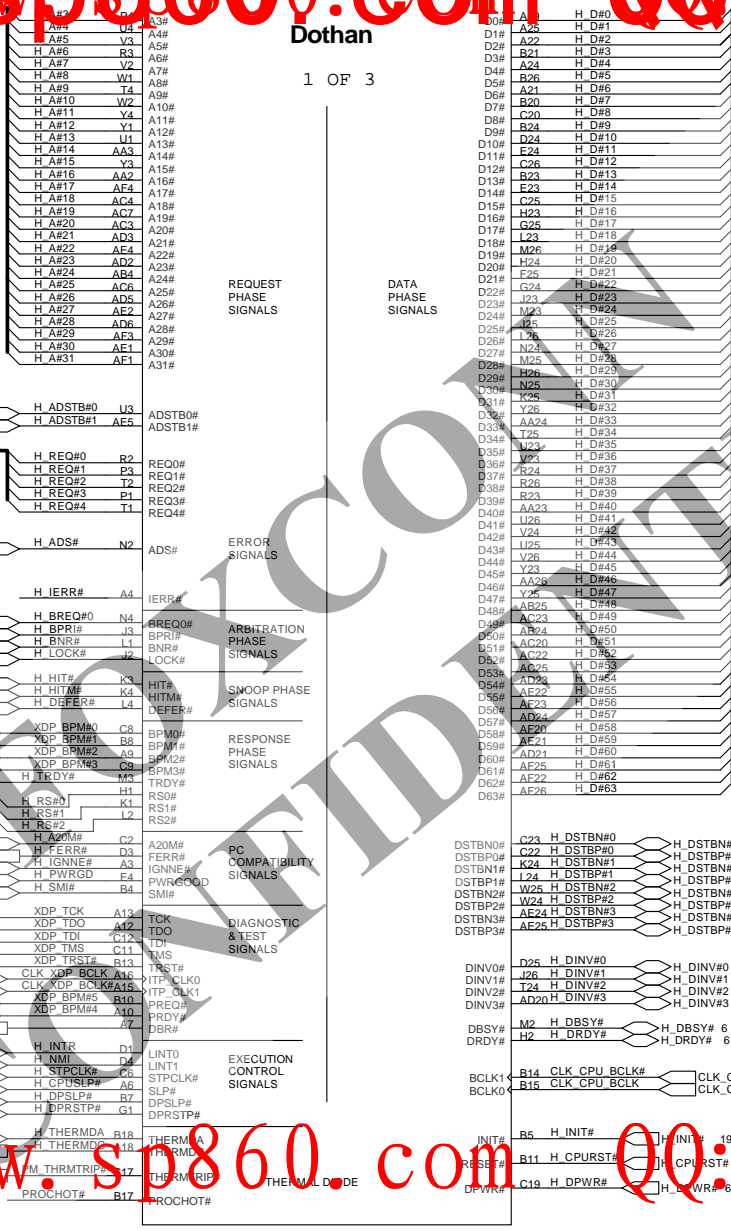 Dothan
1 OF 3
H_A#4 U4 A4#
H_A#5 V3 A5#
H_A#6 R3 A6#
H_A#7 V2 A7#
H_A#8 W1 A8#
H_A#9 T4 A9#
H_A#10 W2 A10#
H_A#11 Y4 A11#
H_A#12 Y1 A12#
H_A#13 U1 A13#
H_A#14 AA3 A14#
H_A#15 Y3 A15#
H_A#16 AA2 A16#
H_A#17 AF4 A17#
H_A#18 AC4 A18#
H_A#19 AC7 A19#
H_A#20 AC3 A20#
H_A#21 AD3 A21#
H_A#22 AE4 A22#
H_A#23 AD2 A23#
H_A#24 AB4 A24#
H_A#25 AC6 A25#
H_A#26 AD5 A26#
H_A#27 AE2 A27#
H_A#28 AD6 A28#
H_A#29 AF3 A29#
H_A#30 AE1 A30#
H_A#31 AF1 A31#
REQUEST
PHASE
SIGNALS
DATA
PHASE
SIGNALS
H_ADSTB#0 U3 ADSTB0#
H_ADSTB#1 AE5 ADSTB1#
H_REQ#0 R2 REQ0#
H_REQ#1 P3 REQ1#
H_REQ#2 T2 REQ2#
H_REQ#3 P1 REQ3#
H_REQ#4 T1 REQ4#
H_ADS# N2 ADS#
ERROR
SIGNALS
H_IERR# A4 IERR#
H_BREQ#0 N4 BREQ0#
H_BPRI# J3 BPRI#
H_BNR# L1 BNR#
H_LOCK# J2 LOCK#
ARBITRATION
PHASE
SIGNALS
H_HIT# K3 HIT#
H_HITM# K4 HITM#
H_DEFER# L4 DEFER#
SNOOP PHASE
SIGNALS
XDP_BPM#0 C8 BPM0#
XDP_BPM#1 B8 BPM1#
XDP_BPM#2 A9 BPM2#
XDP_BPM#3 C9 BPM3#
H_TRDY# M3 TRDY#
H_RS#0 H1 RS0#
H_RS#1 K1 RS1#
H_RS#2 L2 RS2#
RESPONSE
PHASE
SIGNALS
H_A20M# C2 A20M#
H_FERR# D3 FERR#
H_IGNNE# A3 IGNNE#
H_PWRGD E4 PWRGOOD
H_SMI# B4 SMI#
PC
COMPATIBILITY
SIGNALS
XDP_TCK A13 TCK
XDP_TDO A12 TDO
XDP_TDI C12 TDI
XDP_TMS C11 TMS
XDP_TRST# B13 TRST#
CLK_XDP_BCLK A16 ITP_CLK0
CLK_XDP_BCLK# A15 ITP_CLK1
XDP_BPM#5 B10 PREQ#
XDP_BPM#4 A10 PRDY#
A7 DBR#
DIAGNOSTIC
& TEST
SIGNALS
H_INTR D1 LINT0
H_NMI D4 LINT1
H_STPCLK# C6 STPCLK#
H_CPUSLP# A6 SLP#
H_DPSLP# B7 DPSLP#
H_DPRSTP# G1 DPRSTP#
EXECUTION
CONTROL
SIGNALS
H_THERMDA B18 THERMDA
H_THERMDC A18
PM_THRMTRIP# C17 THERMTRIP#
PROCHOT# B17 PROCHOT#
THERMAL DIODE
D0# H_D#0
D1# A25 H_D#1
D2# A22 H_D#2
D3# B21 H_D#3
D4# A24 H_D#4
D5# B26 H_D#5
D6# A21 H_D#6
D7# B20 H_D#7
D8# C20 H_D#8
D9# B24 H_D#9
D10# D24 H_D#10
D11# E24 H_D#11
D12# C26 H_D#12
D13# B23 H_D#13
D14# E23 H_D#14
D15# C25 H_D#15
D16# H23 H_D#16
D17# G25 H_D#17
D18# L23 H_D#18
D19# M26 H_D#19
D20# H24 H_D#20
D21# F25 H_D#21
D22# G24 H_D#22
D23# J23 H_D#23
D24# M23 H_D#24
D25# J25 H_D#25
D26# L26 H_D#26
D27# N24 H_D#27
D28# M25 H_D#28
D29# H26 H_D#29
D30# N25 H_D#30
D31# K25 H_D#31
D32# Y26 H_D#32
D33# AA24 H_D#33
D34# T25 H_D#34
D35# U23 H_D#35
D36# V23 H_D#36
D37# R24 H_D#37
D38# R26 H_D#38
D39# R23 H_D#39
D40# AA23 H_D#40
D41# U26 H_D#41
D42# V24 H_D#42
D43# U25 H_D#43
D44# V26 H_D#44
D45# Y23 H_D#45
D46# AA26 H_D#46
D47# Y25 H_D#47
D48# AB25 H_D#48
D49# AC23 H_D#49
D50# AB24 H_D#50
D51# AC20 H_D#51
D52# AC22 H_D#52
D53# AC25 H_D#53
D54# AD23 H_D#54
D55# AE22 H_D#55
D56# AF23 H_D#56
D57# AD24 H_D#57
D58# AF20 H_D#58
D59# AE21 H_D#59
D60# AD21 H_D#60
D61# AF25 H_D#61
D62# AF22 H_D#62
D63# AF26 H_D#63
DSTBN0# C23 H_DSTBN#0 H_DSTBN#
DSTBP0# C22 H_DSTBP#0 H_DSTBP#
DSTBN1# K24 H_DSTBN#1 H_DSTBN#
DSTBP1# L24 H_DSTBP#1 H_DSTBP#
DSTBN2# W25 H_DSTBN#2 H_DSTBN#
DSTBP2# W24 H_DSTBP#2 H_DSTBP#
DSTBN3# AE24 H_DSTBN#3 H_DSTBN#
DSTBP3# AE25 H_DSTBP#3 H_DSTBP#
DINV0# D25 H_DINV#0 H_DINV#0
DINV1# J26 H_DINV#1 H_DINV#1
DINV2# T24 H_DINV#2 H_DINV#2
DINV3# AD20 H_DINV#3 H_DINV#3
DBSY# M2 H_DBSY# H_DBSY# 6
DRDY# H2 H_DRDY# H_DRDY# 6
BCLK1 B14 CLK_CPU_BCLK#
BCLK0 B15 CLK_CPU_BCLK
INIT# B5 H_INIT# H_INIT# 19
RESET# B11 H_CPURST# H_CPURST#
DPWR# C19 H_DPWR# H_DPWR# 6
FOXCONN
CONFIDENT
w.sp860.com QQ: